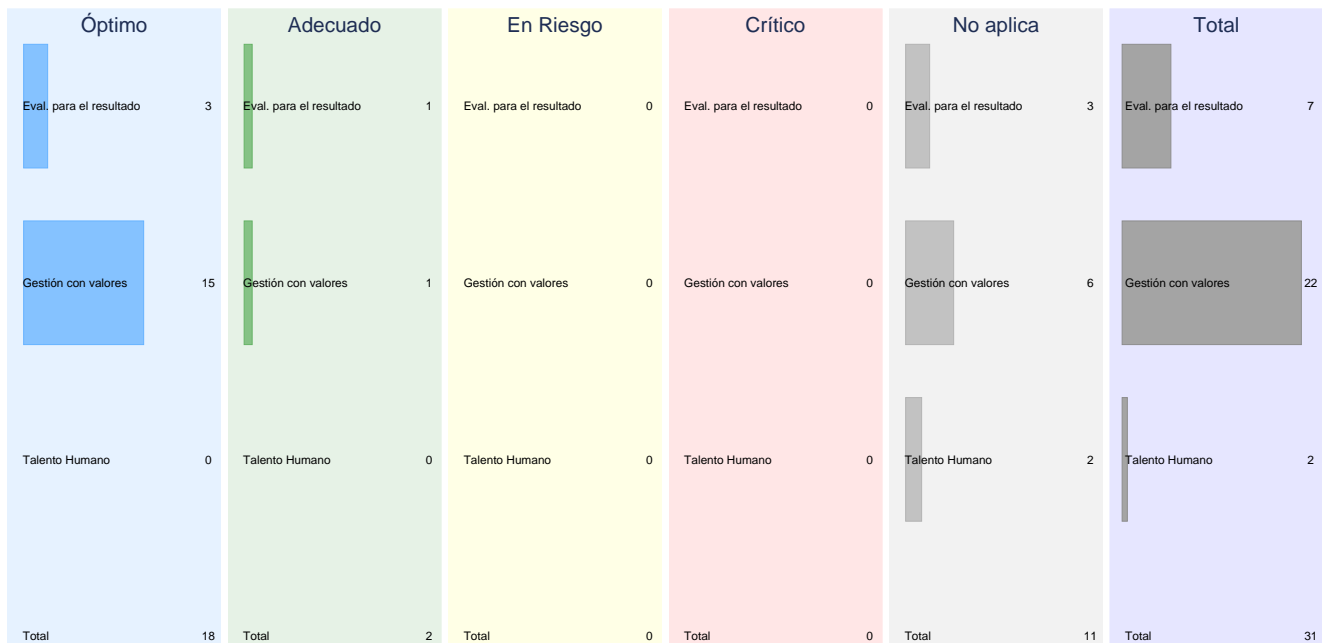 Óptimo Adecuado En Riesgo Crítico No aplica Total
Eval. para el resultado 3 Eval. para el resultado 1 Eval. para el resultado 0 Eval. para el resultado 0 Eval. para el resultado 3 Eval. para el resultado 7
Gestión con valores 15 Gestión con valores 1 Gestión con valores 0 Gestión con valores 0 Gestión con valores 6 Gestión con valores 22
Talento Humano 0 Talento Humano 0 Talento Humano 0 Talento Humano 0 Talento Humano 2 Talento Humano 2
Total 18 Total 2 Total 0 Total 0 Total 11 Total 31